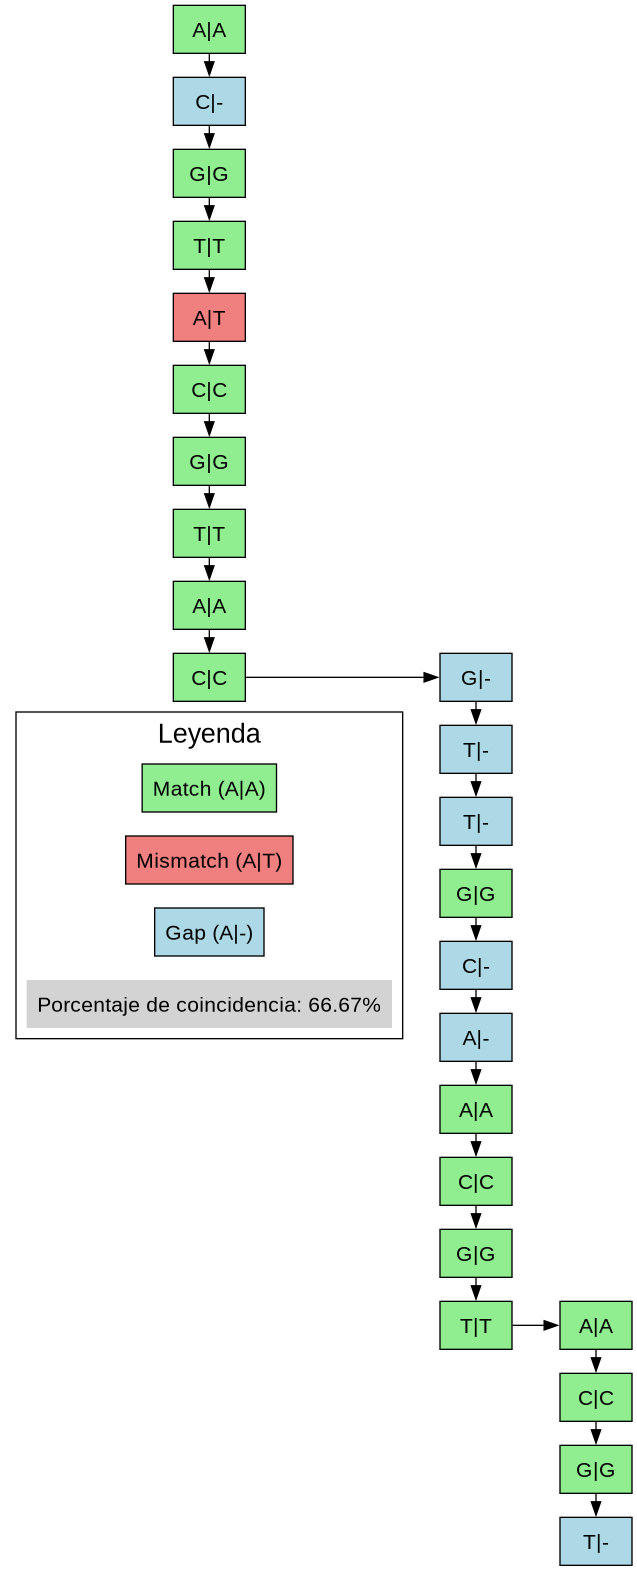 A|A
C|-
G|G
T|T
A|T
C|C
G|G
T|T
A|A
C|C
G|-
T|-
T|-
G|G
C|-
A|-
A|A
C|C
G|G
T|T
A|A
C|C
G|G
T|-
Leyenda
Match (A|A)
Mismatch (A|T)
Gap (A|-)
Porcentaje de coincidencia: 66.67%